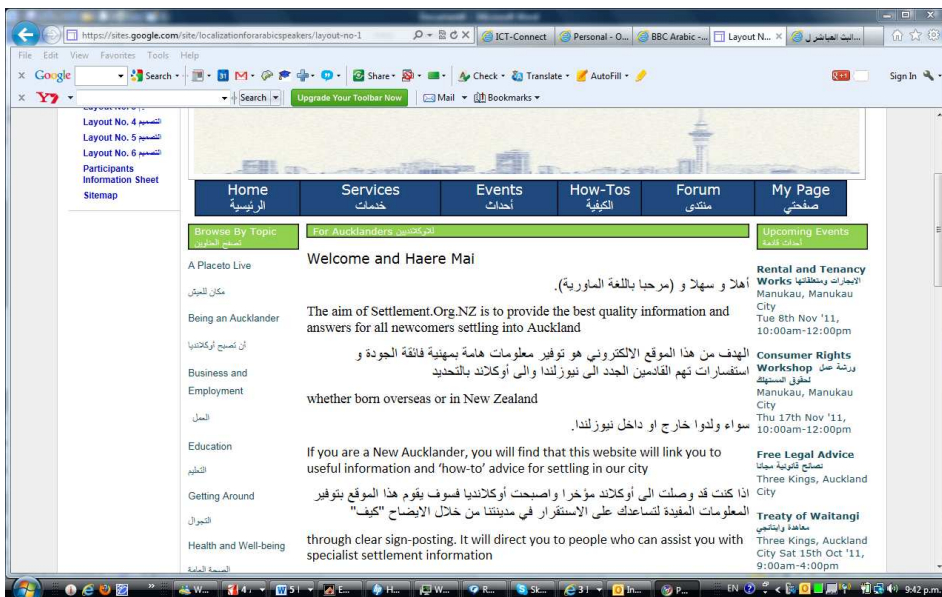 https://sites.google.com/site/localizationforarabicspeakers/layout-no-1
ICT-Connect
Personal - O...
BBC Arabic -...
Layout N...
File Edit View Favorites Tools Help
Google
Search
Share
Check
Translate
AutoFill
Sign In
Y7
Search
Upgrade Your Toolbar Now
Mail
Bookmarks
Layout No. 4 التصميم
Layout No. 5 التصميم
Layout No. 6 التصميم
Participants
Information Sheet
Sitemap
Home Services Events How-Tos Forum My Page
الرئيسية خدمات أحداث الكيفية منتدى صفحتي
Browse By Topic
تصفح العناوين
A Placeto Live
مكان للعيش
Being an Aucklander
أن تصبح أوكلانديا
Business and
Employment
العمل
Education
التعليم
Getting Around
التجوال
Health and Well-being
الصحة العامة
For Aucklanders للأوكلانديين
Welcome and Haere Mai
أهلا و سهلا و (مرحبا باللغة الماورية).
The aim of Settlement.Org.NZ is to provide the best quality information and
answers for all newcomers settling into Auckland
الهدف من هذا الموقع الالكتروني هو توفير معلومات هامة بمهنية فائقة الجودة و
استفسارات تهم القادمين الجدد الى نيوزلندا والى أوكلاند بالتحديد
whether born overseas or in New Zealand
سواء ولدوا خارج او داخل نيوزلندا.
If you are a New Aucklander, you will find that this website will link you to
useful information and ‘how-to’ advice for settling in our city
اذا كنت قد وصلت الى أوكلاند مؤخرا واصبحت أوكلانديا فسوف يقوم هذا الموقع بتوفير
المعلومات المفيدة لتساعدك على الاستقرار في مدينتنا من خلال الايضاح "كيف"
through clear sign-posting. It will direct you to people who can assist you with
specialist settlement information
Upcoming Events
أحداث قادمة
Rental and Tenancy
Works الايجارات ومتعلقاتها
Manukau, Manukau
City
Tue 8th Nov '11,
10:00am-12:00pm
Consumer Rights
Workshop ورشة عمل
لحقوق المستهلك
Manukau, Manukau
City
Thu 17th Nov '11,
10:00am-12:00pm
Free Legal Advice
نصائح قانونية مجانا
Three Kings, Auckland
City
Treaty of Waitangi
معاهدة وايتانجي
Three Kings, Auckland
City Sat 15th Oct '11,
9:00am-4:00pm
EN
9:42 p.m.